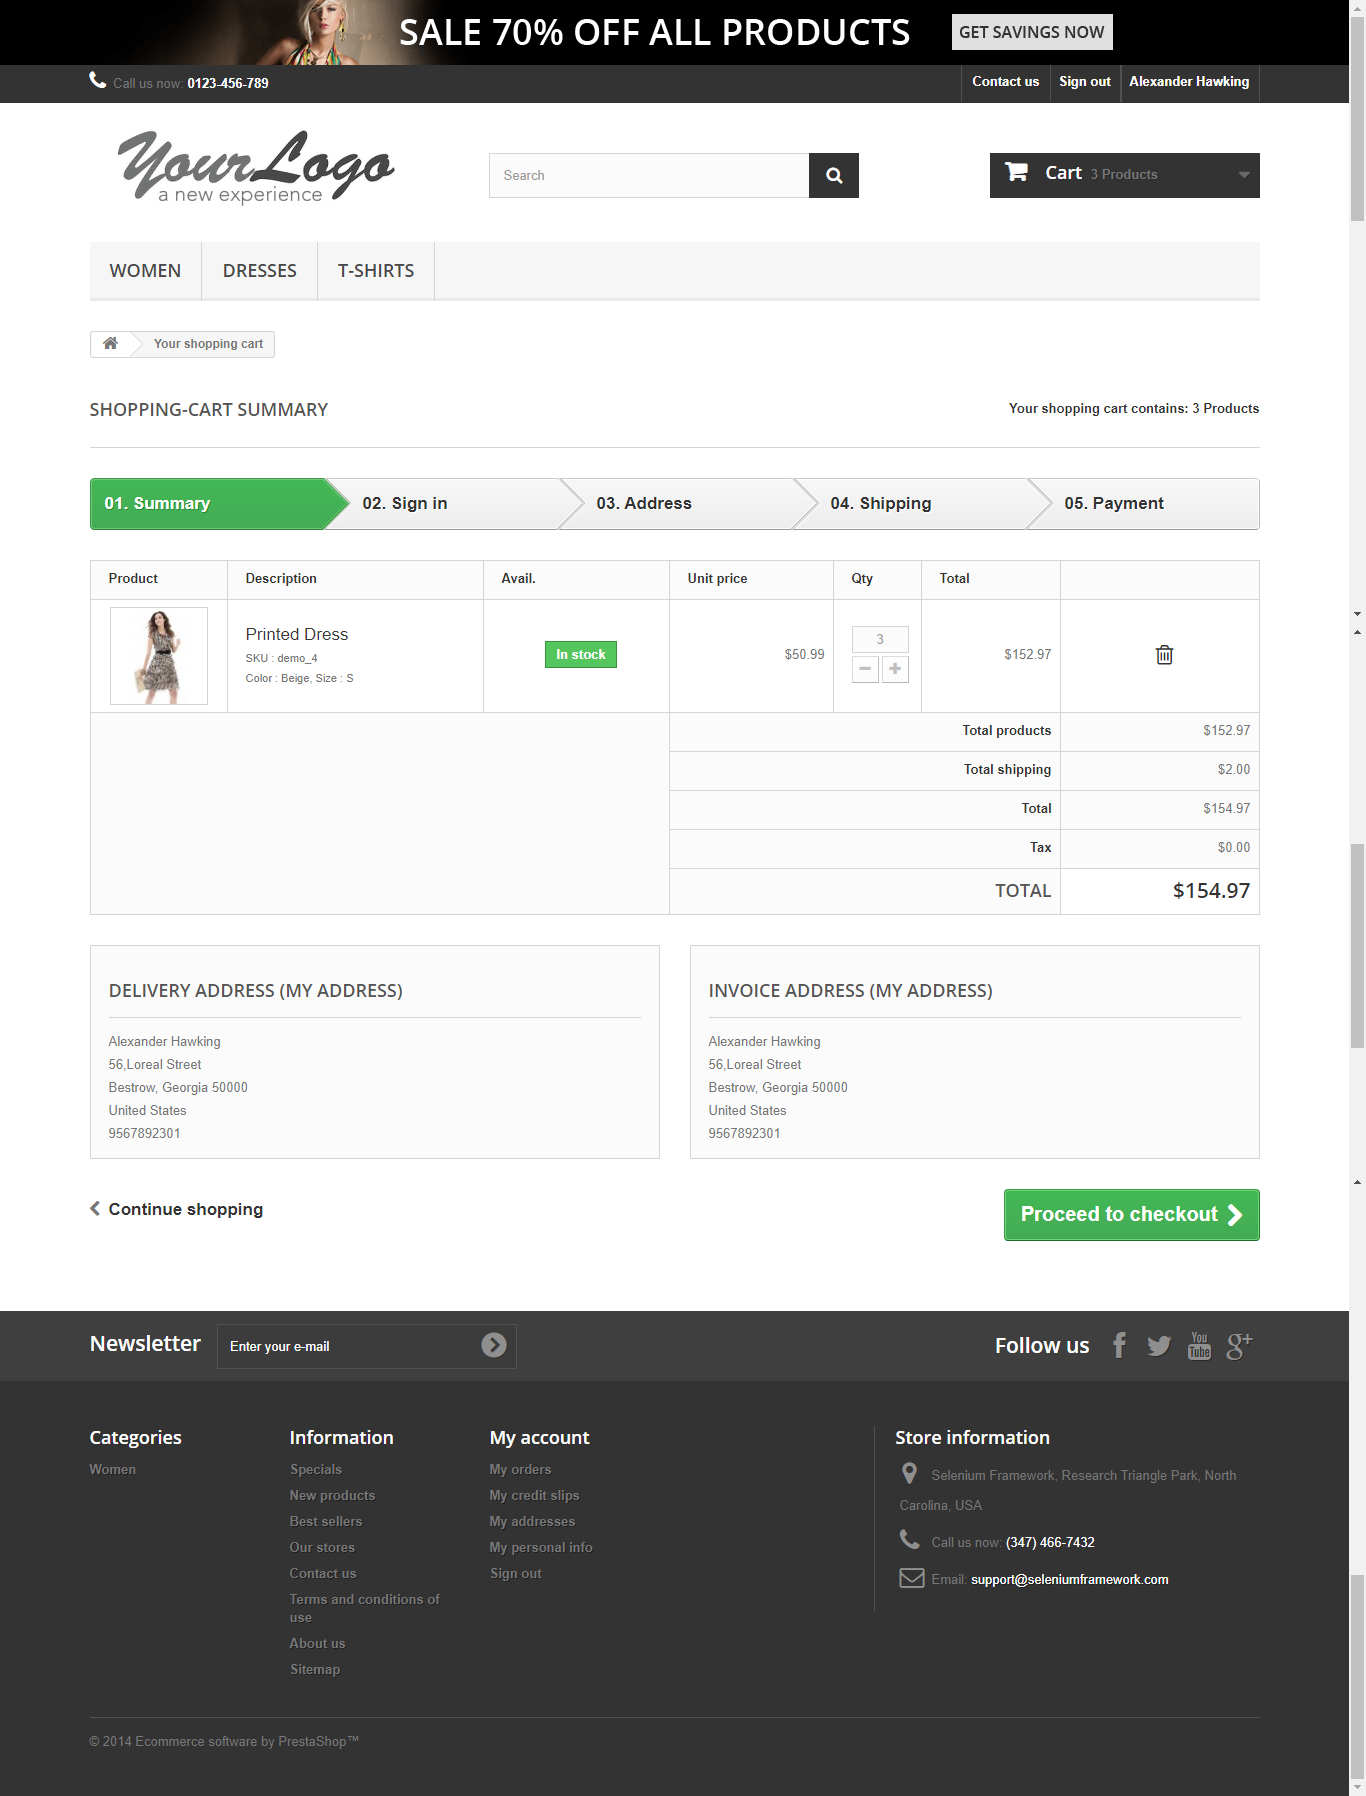 SALE 70% OFF ALL PRODUCTS GET SAVINGS NOW
Call us now: 0123-456-789 Contact us Sign out Alexander Hawking
YourLogo
a new experience
Search
Cart 3 Products
WOMEN DRESSES T-SHIRTS
Your shopping cart
SHOPPING-CART SUMMARY Your shopping cart contains: 3 Products
01. Summary 02. Sign in 03. Address 04. Shipping 05. Payment
Product Description Avail. Unit price Qty Total
Printed Dress
SKU : demo_4
Color : Beige, Size : S
In stock
$50.99
3
$152.97
Total products $152.97
Total shipping $2.00
Total $154.97
Tax $0.00
TOTAL $154.97
DELIVERY ADDRESS (MY ADDRESS)
Alexander Hawking
56,Loreal Street
Bestrow, Georgia 50000
United States
9567892301
INVOICE ADDRESS (MY ADDRESS)
Alexander Hawking
56,Loreal Street
Bestrow, Georgia 50000
United States
9567892301
Continue shopping Proceed to checkout
Newsletter Enter your e-mail Follow us You Tube g+
Categories
Women
Information
Specials
New products
Best sellers
Our stores
Contact us
Terms and conditions of
use
About us
Sitemap
My account
My orders
My credit slips
My addresses
My personal info
Sign out
Store information
Selenium Framework, Research Triangle Park, North
Carolina, USA
Call us now: (347) 466-7432
Email: support@seleniumframework.com
© 2014 Ecommerce software by PrestaShop™